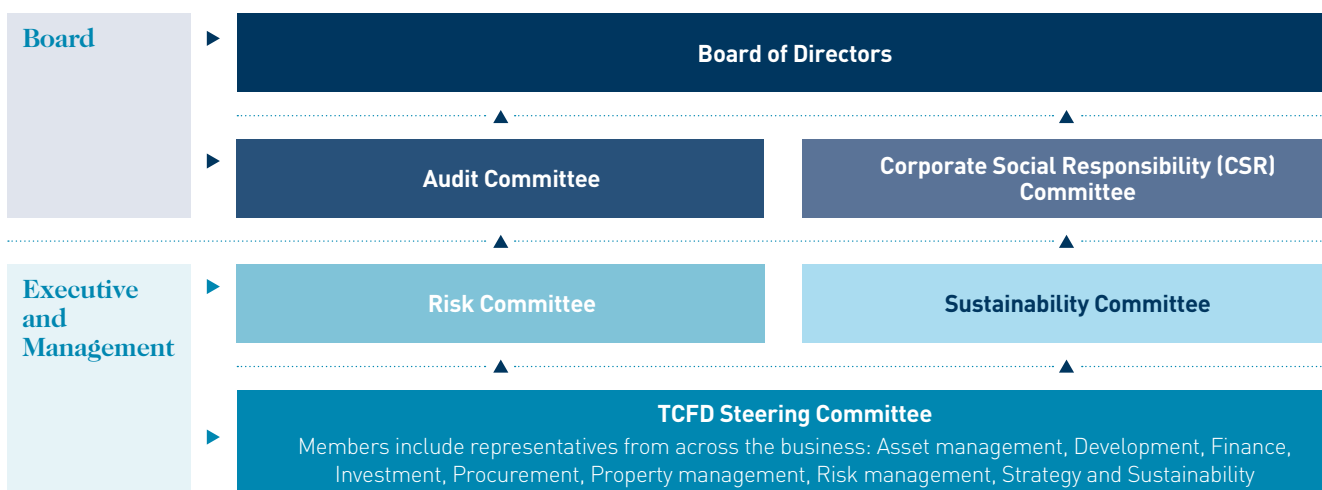 Board
Board of Directors
Audit Committee
Corporate Social Responsibility (CSR)
Committee
Executive
and
Management
Risk Committee
Sustainability Committee
TCFD Steering Committee
Members include representatives from across the business: Asset management, Development, Finance,
Investment, Procurement, Property management, Risk management, Strategy and Sustainability